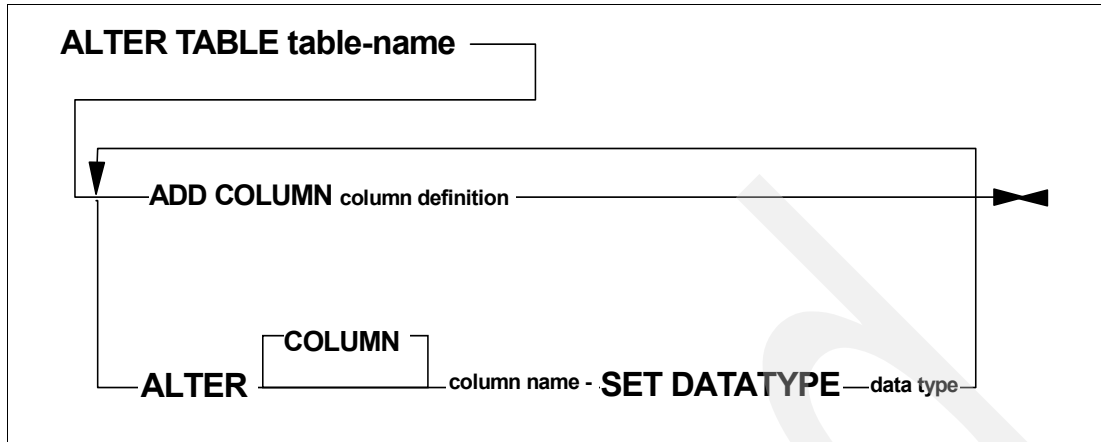 ALTER TABLE table-name
ADD COLUMN column definition
COLUMN
ALTER column name - SET DATATYPE data type